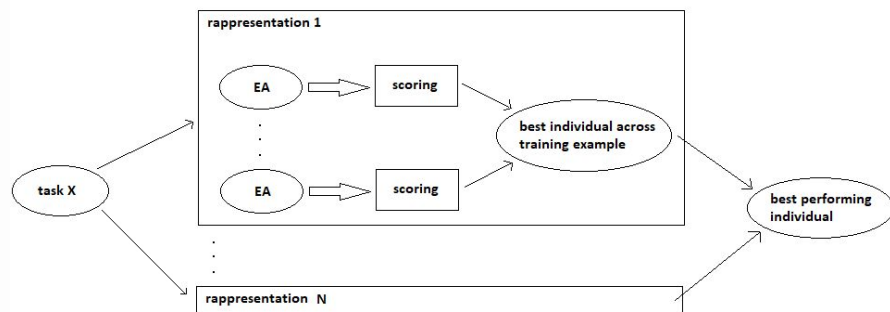 rappresentation 1
EA
scoring
best individual across
training example
EA
scoring
task X
best performing
individual
rappresentation N